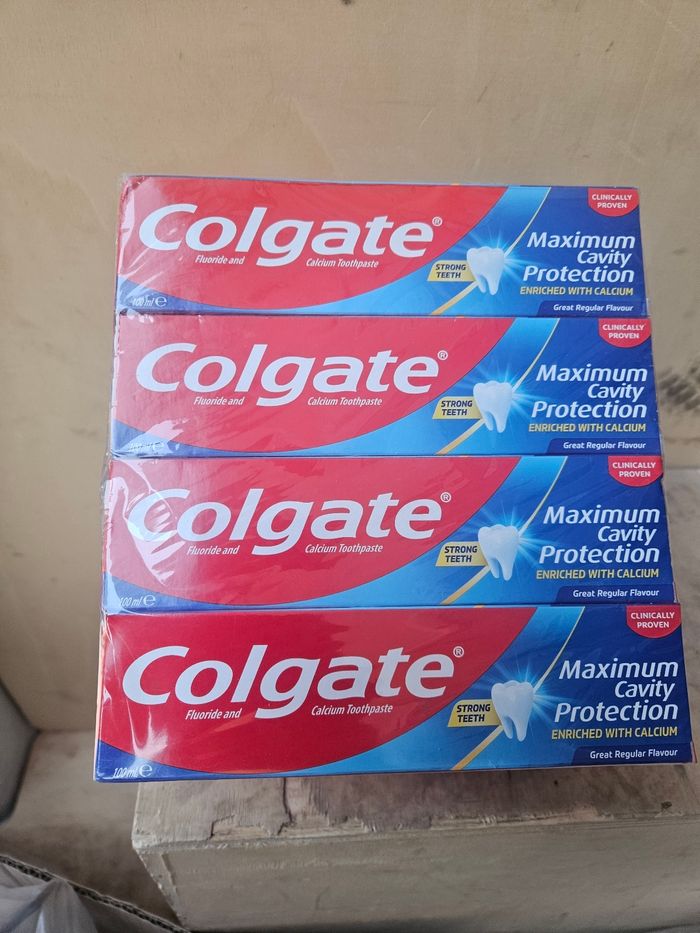 CLINICALLY
PROVEN
Colgate®
Fluoride and Calcium Toothpaste
STRONG
TEETH
Maximum
Cavity
Protection
ENRICHED WITH CALCIUM
100 ml e
Great Regular Flavour
CLINICALLY
PROVEN
Colgate®
Fluoride and Calcium Toothpaste
STRONG
TEETH
Maximum
Cavity
Protection
ENRICHED WITH CALCIUM
Great Regular Flavour
CLINICALLY
PROVEN
Colgate®
Fluoride and Calcium Toothpaste
STRONG
TEETH
Maximum
Cavity
Protection
ENRICHED WITH CALCIUM
100 ml e
Great Regular Flavour
CLINICALLY
PROVEN
Colgate®
Fluoride and Calcium Toothpaste
STRONG
TEETH
Maximum
Cavity
Protection
ENRICHED WITH CALCIUM
100 ml e
Great Regular Flavour